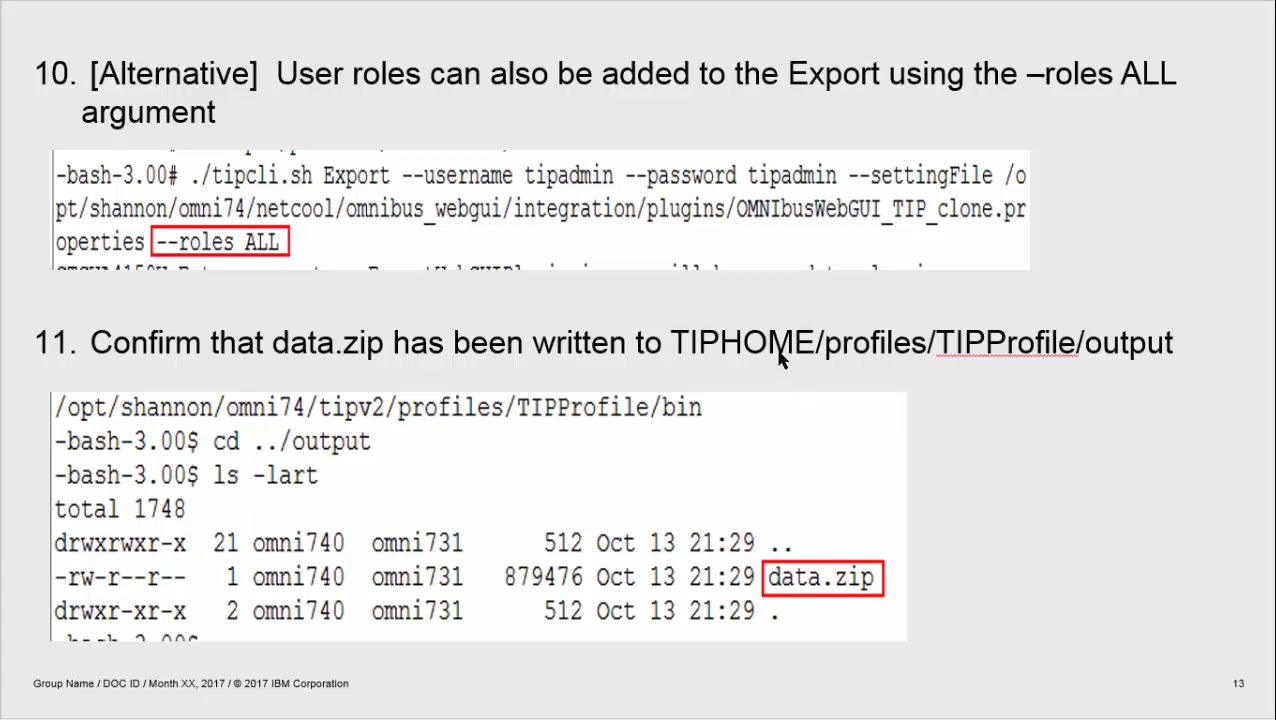 10. [Alternative] User roles can also be added to the Export using the –roles ALL
argument
-bash-3.00# ./tipcli.sh Export --username tipadmin --password tipadmin --settingFile /o
pt/shannon/omni74/netcool/omnibus_webgui/integration/plugins/OMNIbusWebGUI_TIP_clone.pr
operties --roles ALL
11. Confirm that data.zip has been written to TIPHOME/profiles/TIPProfile/output
/opt/shannon/omni74/tipv2/profiles/TIPProfile/bin
-bash-3.00$ cd ../output
-bash-3.00$ ls -lart
total 1748
drwxrwxr-x 21 omni740 omni731 512 Oct 13 21:29 ..
-rw-r--r-- 1 omni740 omni731 879476 Oct 13 21:29 data.zip
drwxr-xr-x 2 omni740 omni731 512 Oct 13 21:29 .
Group Name / DOC ID / Month XX, 2017 / © 2017 IBM Corporation
13